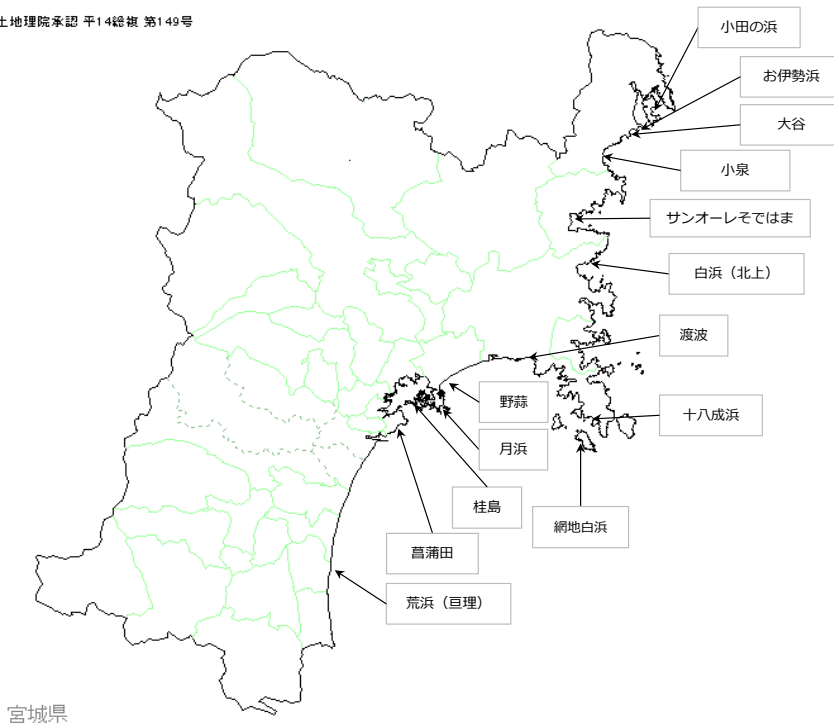 土地理院承認 平14総複 第149号
小田の浜
お伊勢浜
大谷
小泉
サンオーレそではま
白浜（北上）
渡波
野蒜
十八成浜
月浜
桂島
網地白浜
菖蒲田
荒浜（亘理）
宮城県